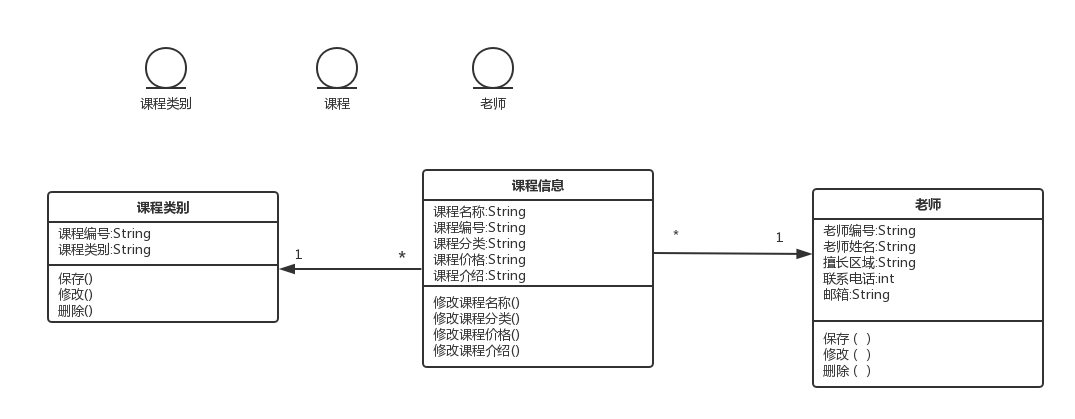 课程类别
课程
老师
课程类别
课程编号:String
课程类别:String
保存()
修改()
删除()
1
*
课程信息
课程名称:String
课程编号:String
课程分类:String
课程价格:String
课程介绍:String
修改课程名称()
修改课程分类()
修改课程价格()
修改课程介绍()
*
1
老师
老师编号:String
老师姓名:String
擅长区域:String
联系电话:int
邮箱:String
保存 (  )
修改 (  )
删除 (  )